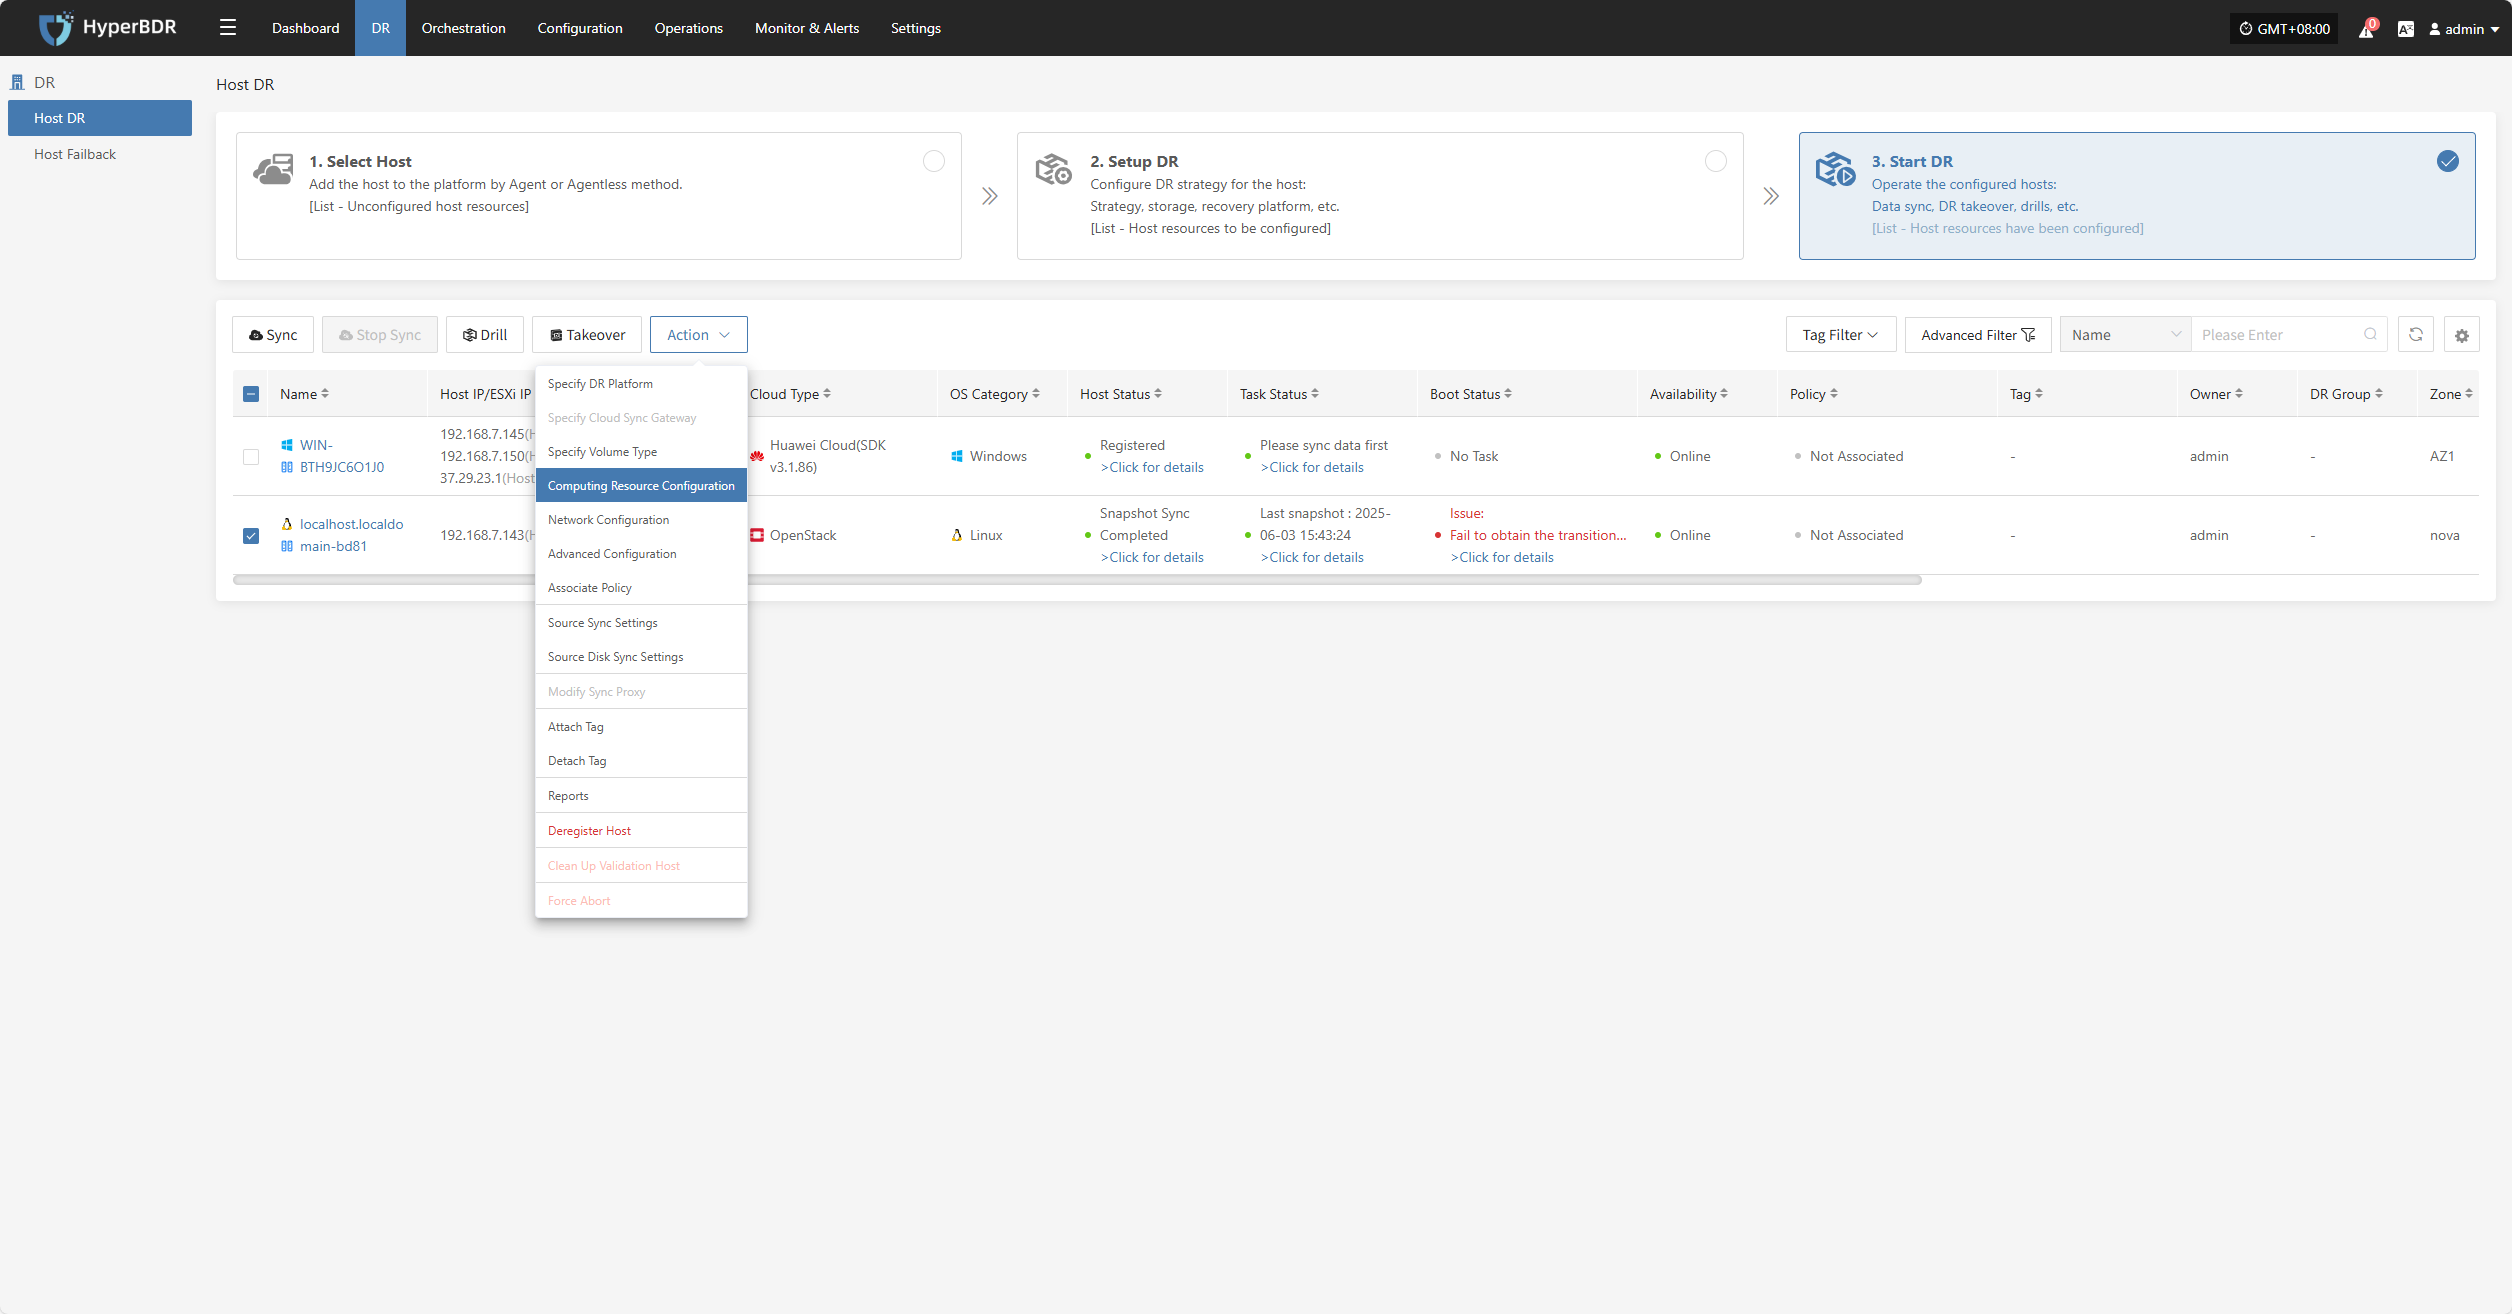 HyperBDR
Dashboard
DR
Orchestration
Configuration
Operations
Monitor & Alerts
Settings
GMT+08:00
0
admin
DR
Host DR
Host Failback
Host DR
1. Select Host
Add the host to the platform by Agent or Agentless method.
[List - Unconfigured host resources]
2. Setup DR
Configure DR strategy for the host:
Strategy, storage, recovery platform, etc.
[List - Host resources to be configured]
3. Start DR
Operate the configured hosts:
Data sync, DR takeover, drills, etc.
[List - Host resources have been configured]
Sync
Stop Sync
Drill
Takeover
Action
Tag Filter
Advanced Filter
Name
Please Enter
Name
Host IP/ESXi IP
Cloud Type
OS Category
Host Status
Task Status
Boot Status
Availability
Policy
Tag
Owner
DR Group
Zone
WIN-
BTH9JC6O1J0
192.168.7.145(H
192.168.7.150(H
37.29.23.1(Host
Huawei Cloud(SDK
v3.1.86)
Windows
Registered
>Click for details
Please sync data first
>Click for details
No Task
Online
Not Associated
-
admin
-
AZ1
localhost.localdo
main-bd81
192.168.7.143(H
OpenStack
Linux
Snapshot Sync
Completed
>Click for details
Last snapshot : 2025-
06-03 15:43:24
>Click for details
Issue:
Fail to obtain the transition...
>Click for details
Online
Not Associated
-
admin
-
nova
Specify DR Platform
Specify Cloud Sync Gateway
Specify Volume Type
Computing Resource Configuration
Network Configuration
Advanced Configuration
Associate Policy
Source Sync Settings
Source Disk Sync Settings
Modify Sync Proxy
Attach Tag
Detach Tag
Reports
Deregister Host
Clean Up Validation Host
Force Abort